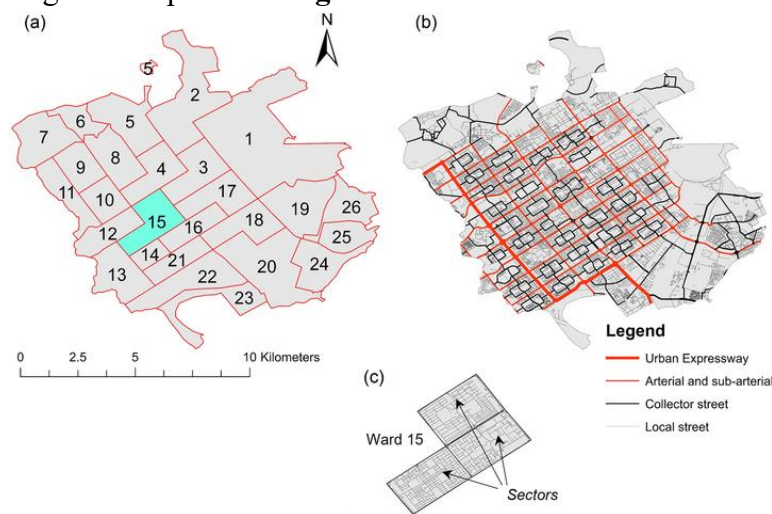 (a)
N
5
2
7
6
5
1
9
8
4
3
11
10
17
15
16
18
19
26
12
25
14
21
13
22
20
24
23
0 2.5 5 10 Kilometers
(b)
Legend
Urban Expressway
Arterial and sub-arterial
Collector street
Local street
(c)
Ward 15
Sectors